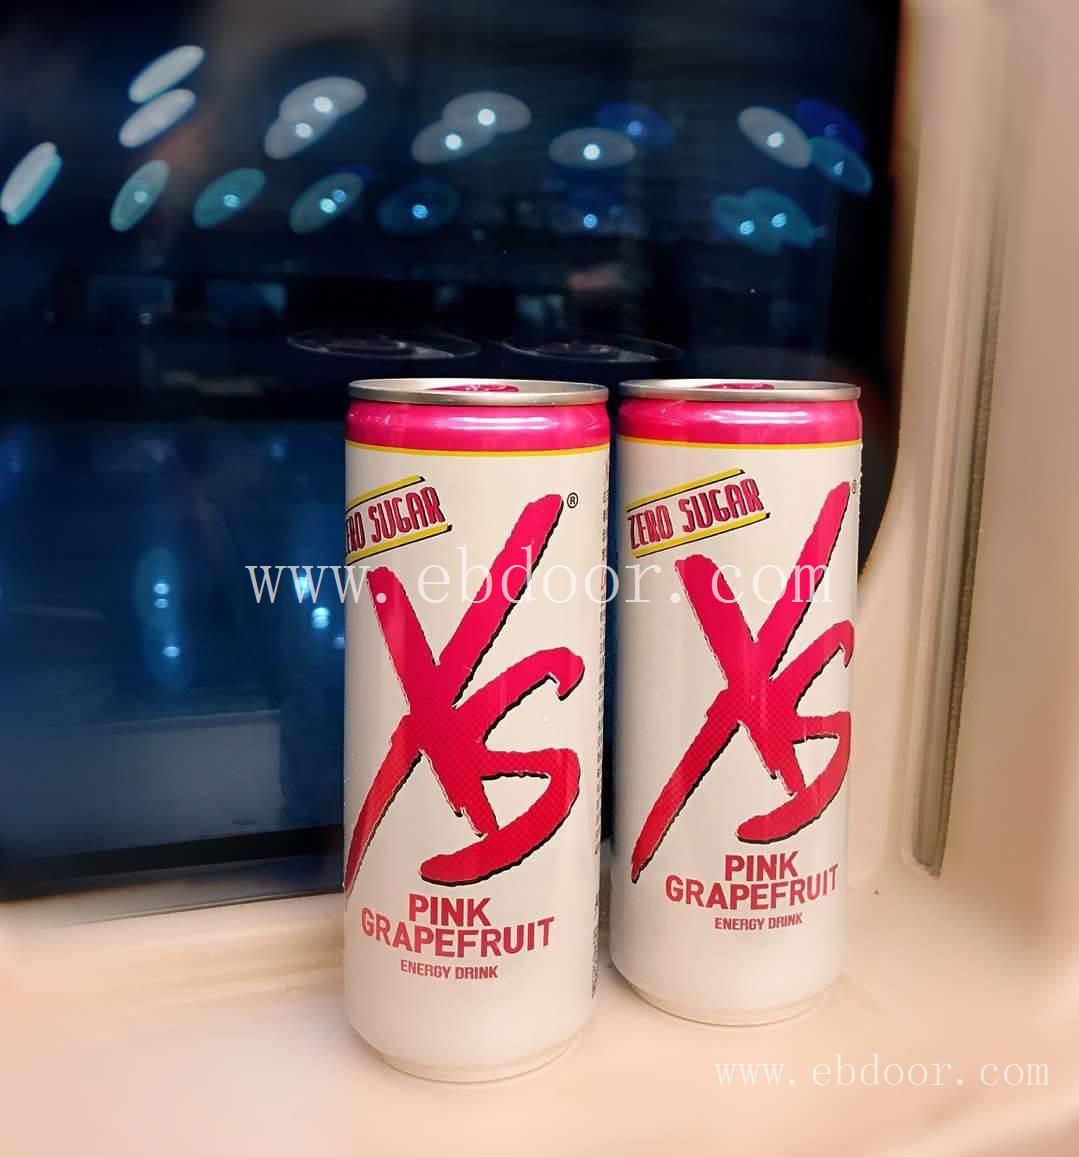 ZERO SUGAR
XS®
PINK
GRAPEFRUIT
ENERGY DRINK
ZERO SUGAR
XS®
PINK
GRAPEFRUIT
ENERGY DRINK
www.ebdoor.com
www.ebdoor.com